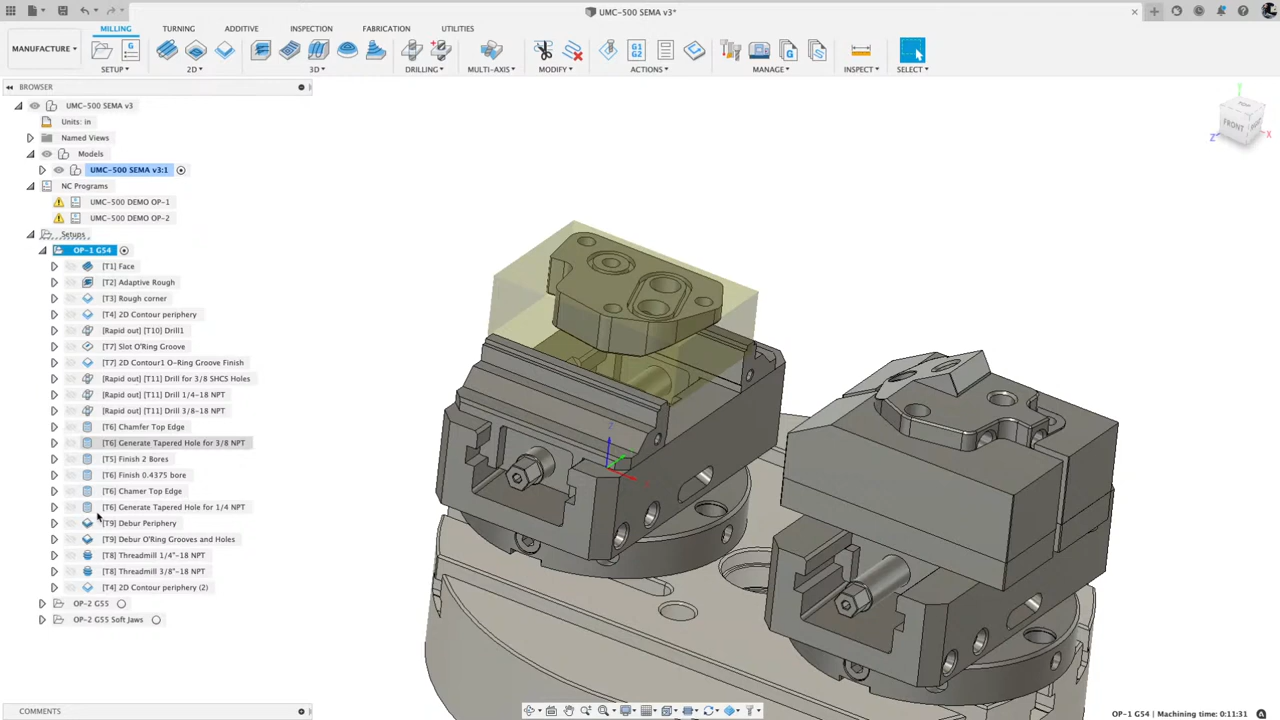 UMC-500 SEMA v3*
MILLING TURNING ADDITIVE INSPECTION FABRICATION UTILITIES
MANUFACTURE
SETUP 2D 3D DRILLING MULTI-AXIS MODIFY ACTIONS MANAGE INSPECT SELECT
G1
G2
BROWSER
UMC-500 SEMA v3
Units: in
Named Views
Models
UMC-500 SEMA v3:1
NC Programs
UMC-500 DEMO OP-1
UMC-500 DEMO OP-2
Setups
OP-1 G54
[T1] Face
[T2] Adaptive Rough
[T3] Rough corner
[T4] 2D Contour periphery
[Rapid out] [T10] Drill1
[T7] Slot O'Ring Groove
[T7] 2D Contour1 O-Ring Groove Finish
[Rapid out] [T11] Drill for 3/8 SHCS Holes
[Rapid out] [T11] Drill 1/4-18 NPT
[Rapid out] [T11] Drill 3/8-18 NPT
[T6] Chamfer Top Edge
[T6] Generate Tapered Hole for 3/8 NPT
[T5] Finish 2 Bores
[T6] Finish 0.4375 bore
[T6] Chamer Top Edge
[T6] Generate Tapered Hole for 1/4 NPT
[T9] Debur Periphery
[T9] Debur O'Ring Grooves and Holes
[T8] Threadmill 1/4"-18 NPT
[T8] Threadmill 3/8"-18 NPT
[T4] 2D Contour periphery (2)
OP-2 G55
OP-2 G55 Soft Jaws
TOP
FRONT
Z
X
Y
Z
COMMENTS
OP-1 G54 | Machining time: 0:11:31